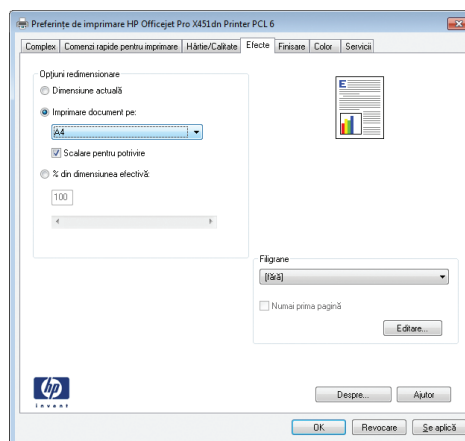 Preferințe de imprimare HP Officejet Pro X451dn Printer PCL 6
Complex Comenzi rapide pentru imprimare Hârtie/Calitate Efecte Finisare Color Servicii
Opțiuni redimensionare
Dimensiune actuală
Imprimare document pe:
A4
Scalare pentru potrivire
% din dimensiunea efectivă:
100
E
Filigrane
[fără]
Numai prima pagină
Editare...
hp
invent
Despre... Ajutor
OK Revocare Se aplică